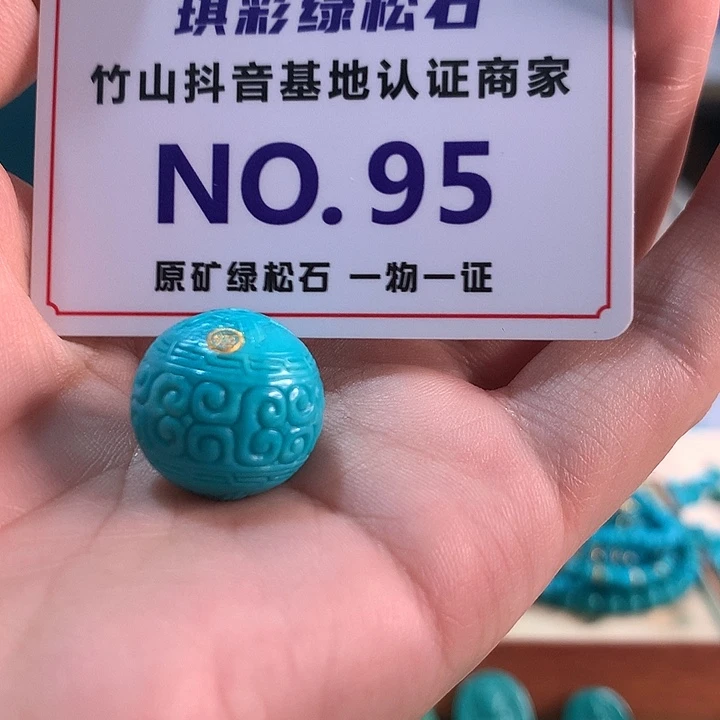 琪彩绿松石
竹山抖音基地认证商家
NO. 95
原矿绿松石 一物一证